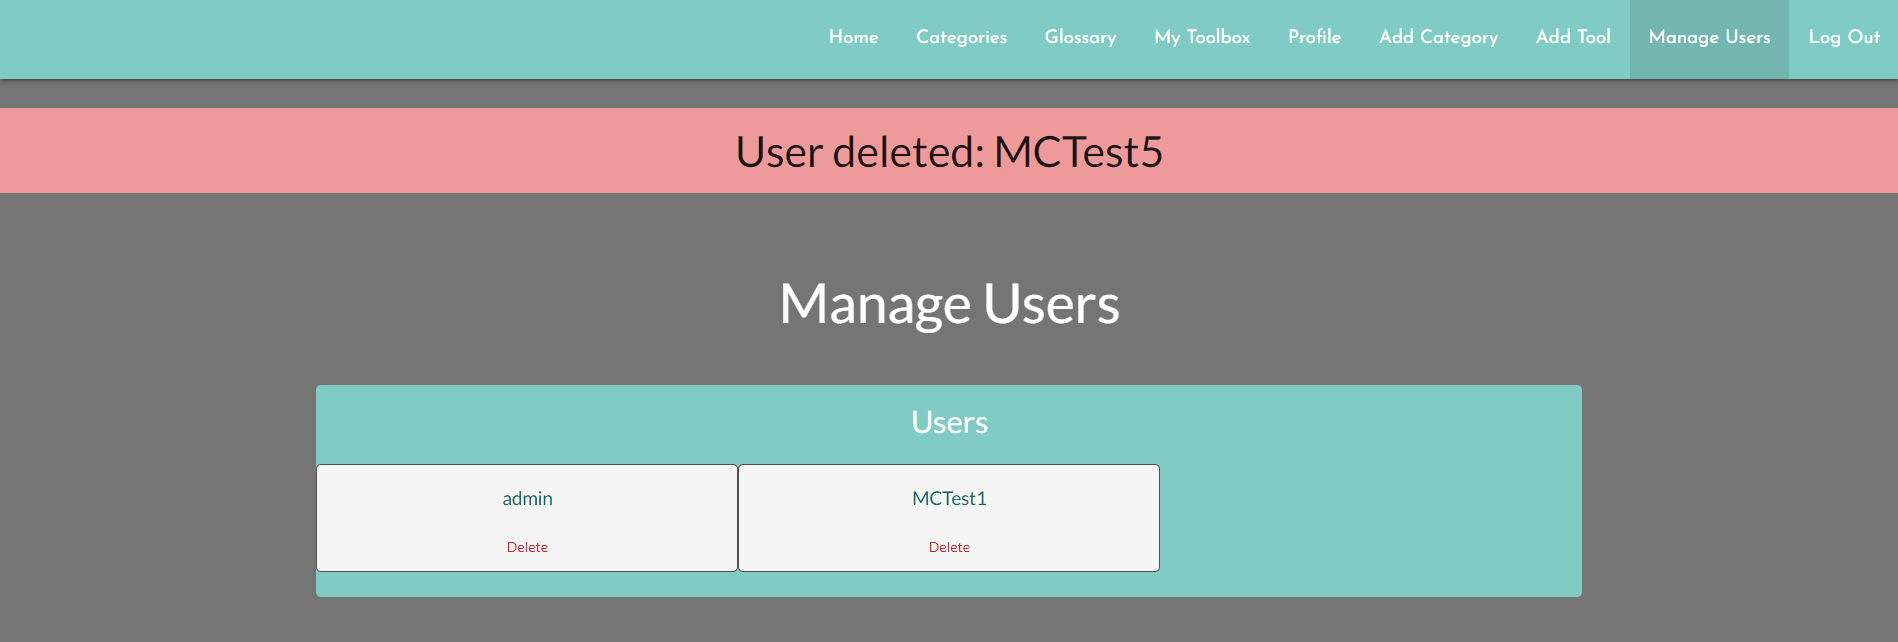 Home Categories Glossary My Toolbox Profile Add Category Add Tool Manage Users Log Out
User deleted: MCTest5
Manage Users
Users
admin MCTest1
Delete Delete